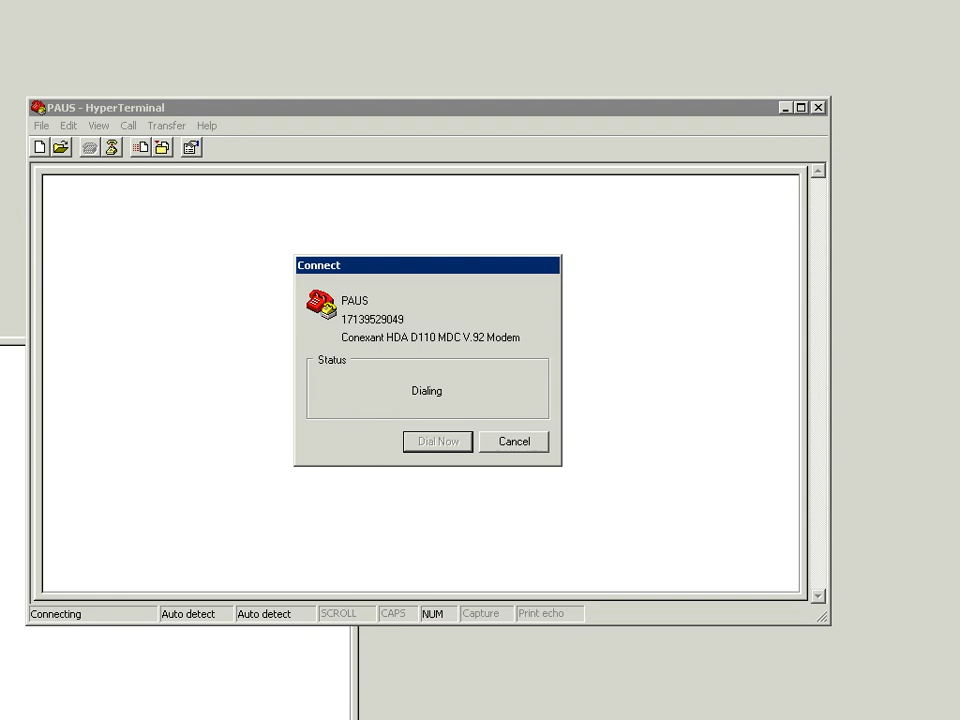 PAUS - HyperTerminal
File Edit View Call Transfer Help
Connect
PAUS
17139529049
Conexant HDA D110 MDC V.92 Modem
Status
Dialing
Dial Now Cancel
Connecting Auto detect Auto detect SCROLL CAPS NUM Capture Print echo